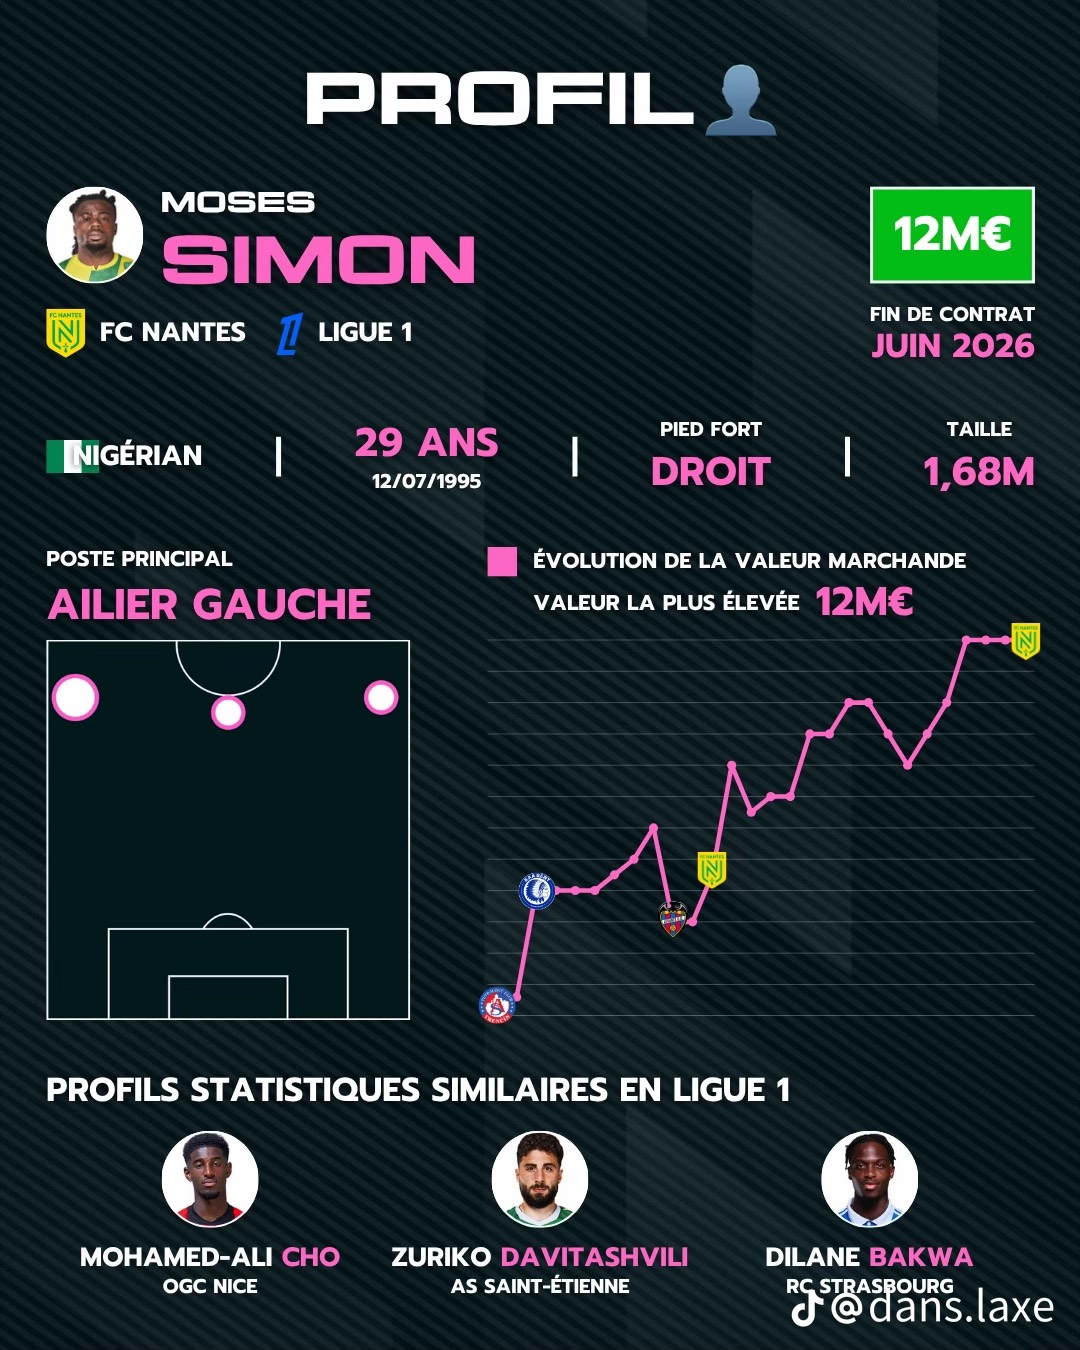 PROFIL
MOSES
SIMON
12M€
FC NANTES
LIGUE 1
FIN DE CONTRAT
JUIN 2026
NIGÉRIAN
29 ANS
12/07/1995
PIED FORT
DROIT
TAILLE
1,68M
POSTE PRINCIPAL
AILIER GAUCHE
ÉVOLUTION DE LA VALEUR MARCHANDE
VALEUR LA PLUS ÉLEVÉE 12M€
PROFILS STATISTIQUES SIMILAIRES EN LIGUE 1
MOHAMED-ALI CHO
OGC NICE
ZURIKO DAVITASHVILI
AS SAINT-ÉTIENNE
DILANE BAKWA
RC STRASBOURG
@dans.laxe